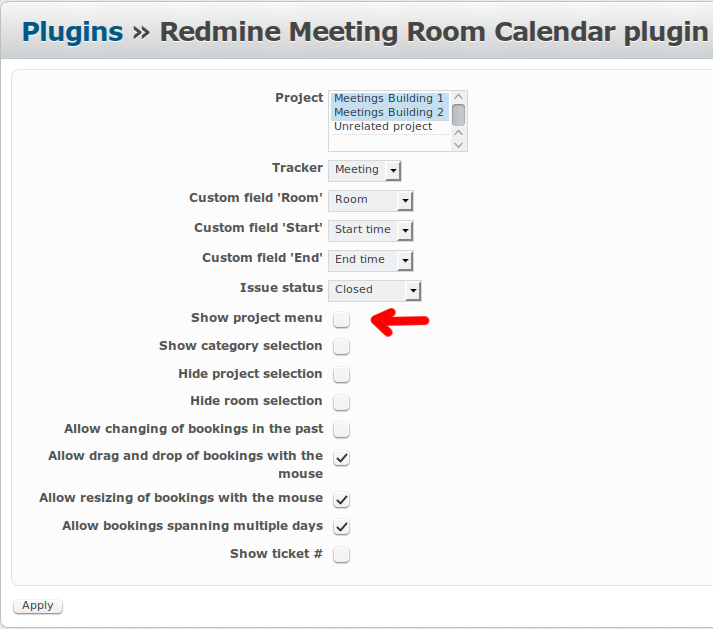 Plugins » Redmine Meeting Room Calendar plugin
Project
Meetings Building 1
Meetings Building 2
Unrelated project
Tracker Meeting
Custom field 'Room' Room
Custom field 'Start' Start time
Custom field 'End' End time
Issue status Closed
Show project menu
Show category selection
Hide project selection
Hide room selection
Allow changing of bookings in the past
Allow drag and drop of bookings with the
mouse
Allow resizing of bookings with the mouse
Allow bookings spanning multiple days
Show ticket #
Apply